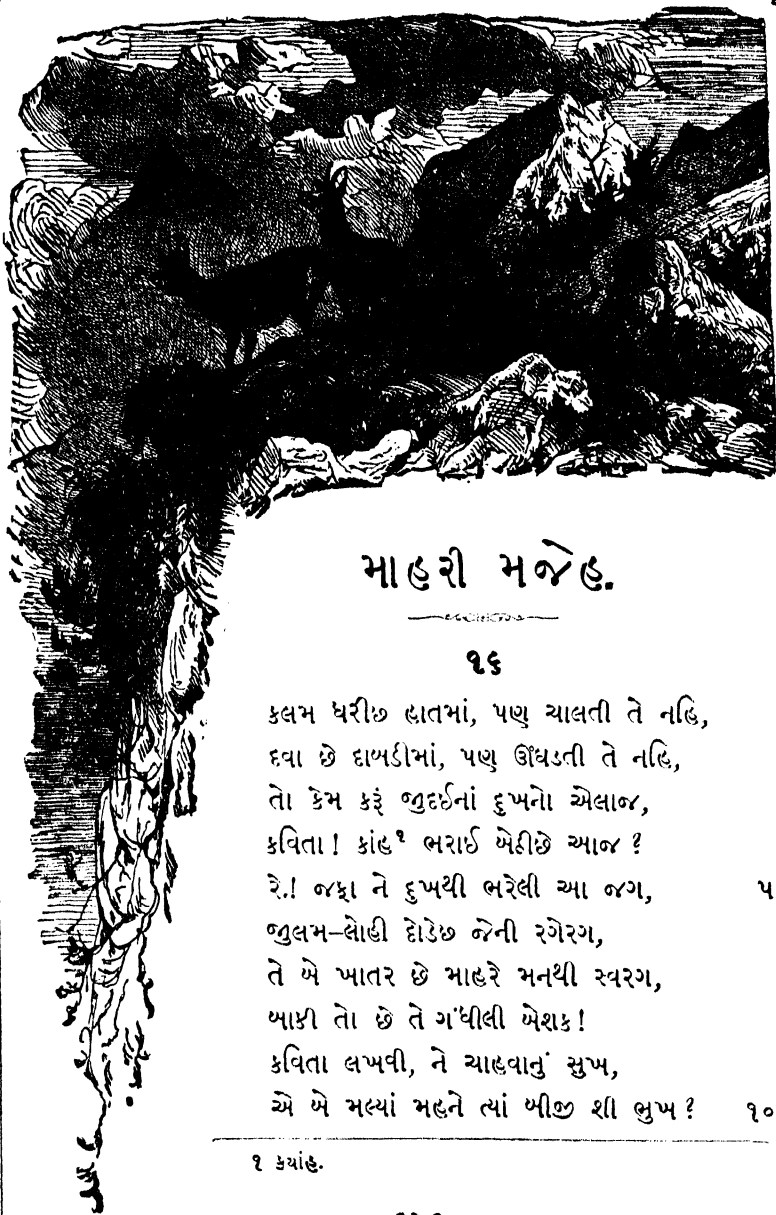 માહરી મજેહ.
૧૬
કલમ ધરીછ હાતમાં, પણ ચાલતી તે નહિ,
દવા છે દાબડીમાં, પણ ઊંઘડતી તે નહિ,
તો કેમ કરૂં જીુદઈનાં દુખનો એલાજ,
કવિતા! કાંહ૧ ભરાઈ બેઠીછે આજ?
રે.! જફા ને દુખથી ભરેલી આ જગ, ૫
જીુલમ–લોહી દોડેછ જેની રગેરગ,
તે બે ખાતર છે માહરે મનથી સ્વરગ,
બાકી તો છે તે ગંધીલી બેશક!
કવિતા લખવી, ને ચાહવાનું સુખ,
એ બે મલ્યાં મહને ત્યાં બીજી શી ભુખ? ૧૦
૧ કયાંહ.